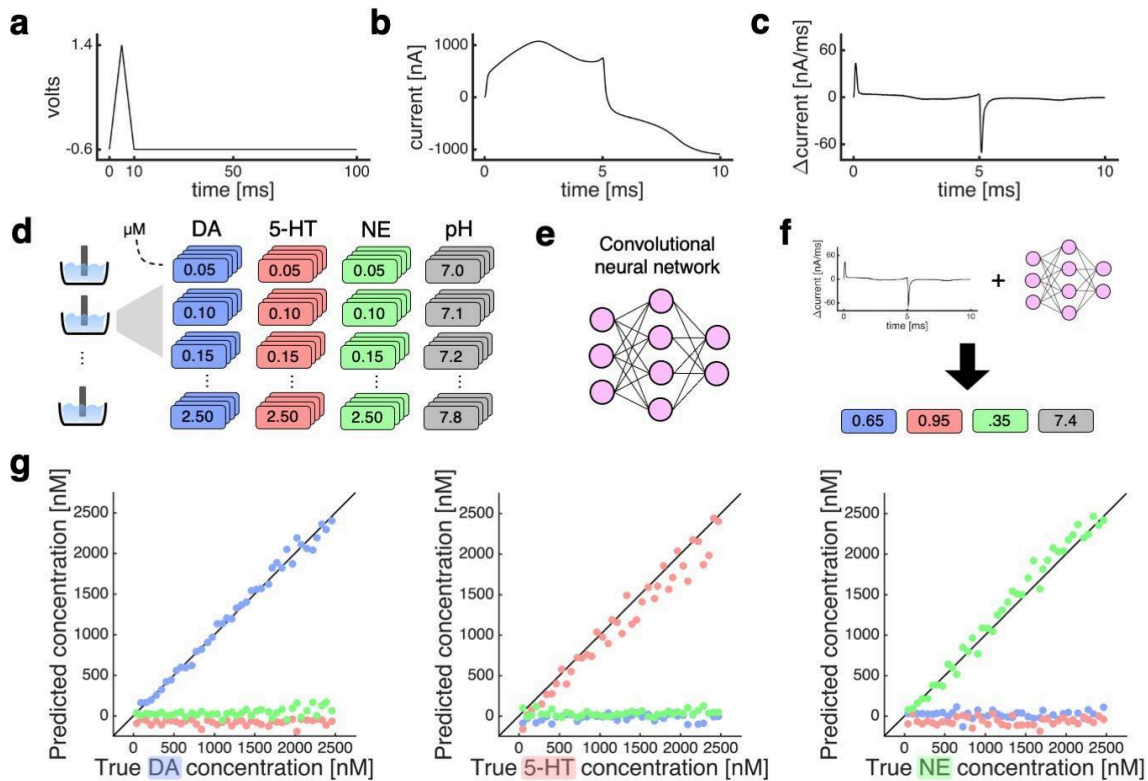 a
1.4
volts
-0.6
0
10
50
100
time [ms]
b
1000
current [nA]
0
-1000
0
5
10
time [ms]
c
60
Δcurrent [nA/ms]
0
-60
0
5
10
time [ms]
d
µM
DA
5-HT
NE
pH
0.05
0.05
0.05
7.0
0.10
0.10
0.10
7.1
0.15
0.15
0.15
7.2
2.50
2.50
2.50
7.8
e
Convolutional
neural network
f
Δcurrent [nA/ms]
60
0
-60
0
5
10
time [ms]
+
0.65
0.95
.35
7.4
g
Predicted concentration [nM]
2500
2000
1500
1000
500
0
0 500 1000 1500 2000 2500
True DA concentration [nM]
Predicted concentration [nM]
2500
2000
1500
1000
500
0
0 500 1000 1500 2000 2500
True 5-HT concentration [nM]
Predicted concentration [nM]
2500
2000
1500
1000
500
0
0 500 1000 1500 2000 2500
True NE concentration [nM]